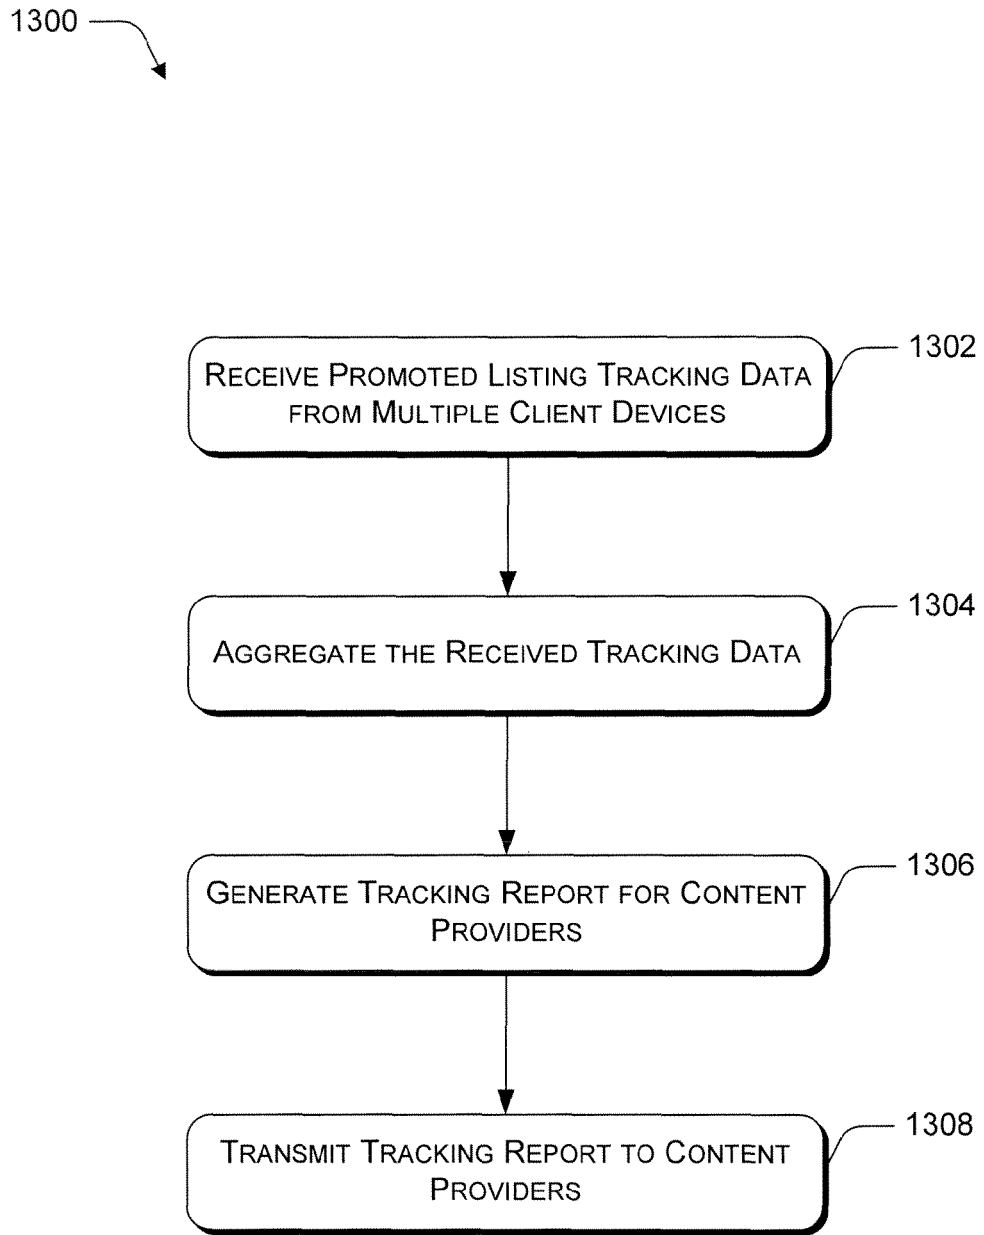 1300
RECEIVE PROMOTED LISTING TRACKING DATA
FROM MULTIPLE CLIENT DEVICES
1302
AGGREGATE THE RECEIVED TRACKING DATA
1304
GENERATE TRACKING REPORT FOR CONTENT
PROVIDERS
1306
TRANSMIT TRACKING REPORT TO CONTENT
PROVIDERS
1308